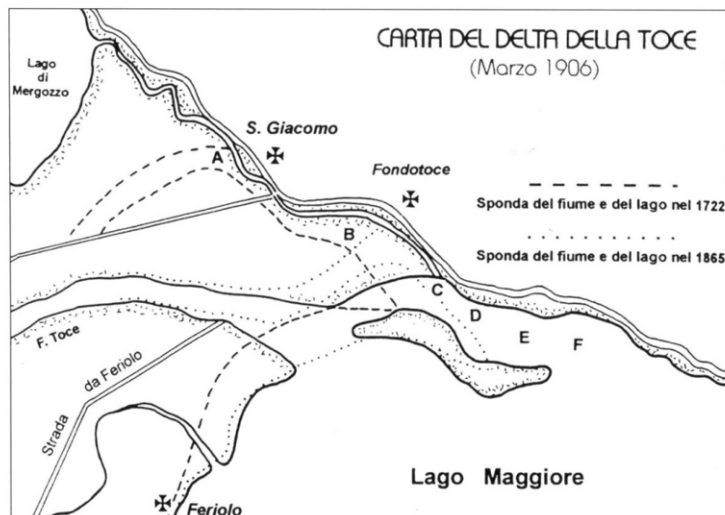 CARTA DEL DELTA DELLA TOCE
(Marzo 1906)
Lago
di
Mergozzo
S. Giacomo
A
Fondotoce
Sponda del fiume e del lago nel 1722
B
Sponda del fiume e del lago nel 1865
C
D
E
F
F. Toce
Strada
da Feriolo
Lago Maggiore
Feriolo